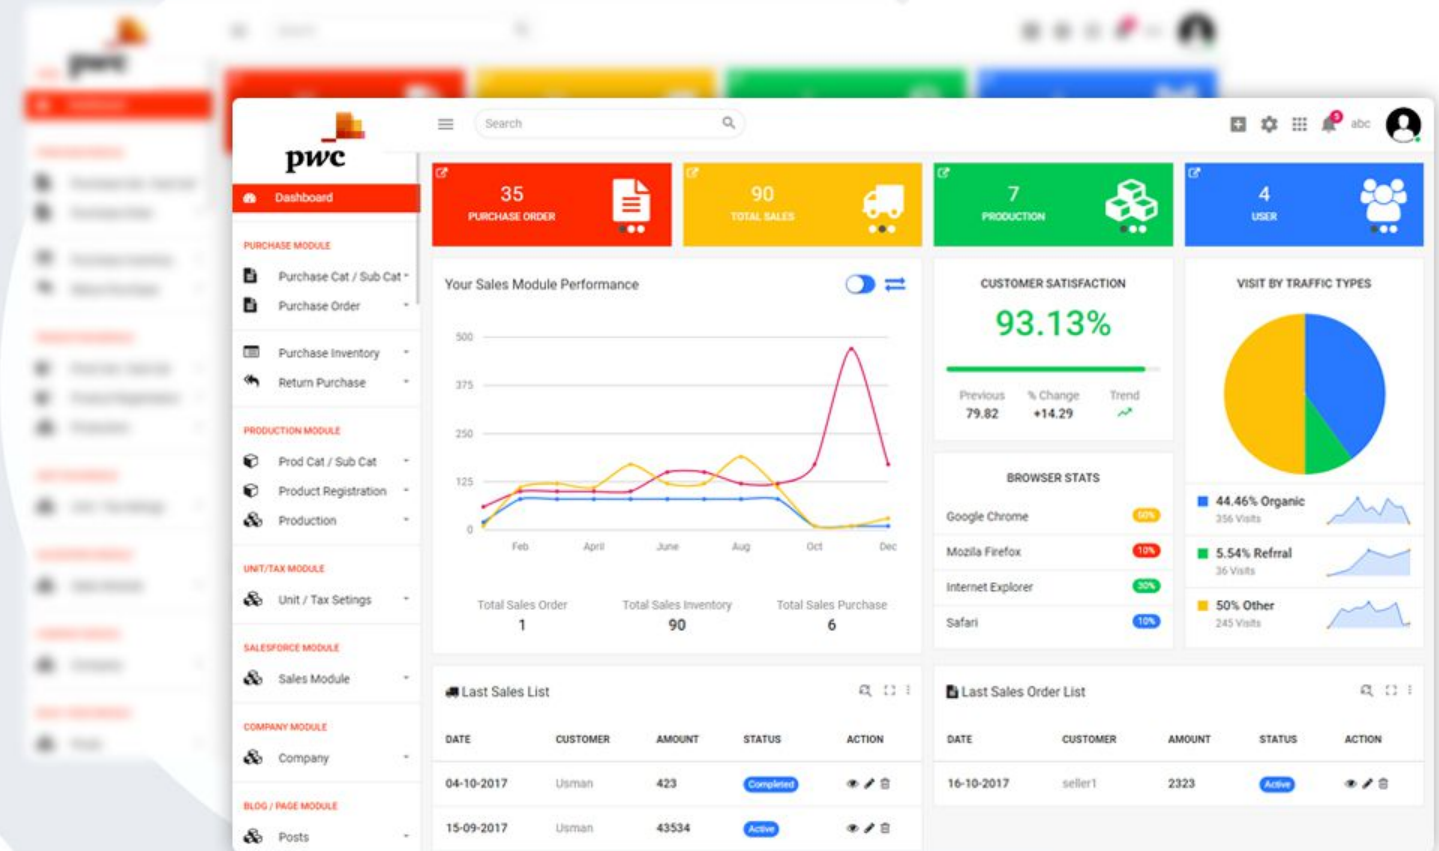 pwc
Search
5
abc
Dashboard
PURCHASE MODULE
Purchase Cat / Sub Cat
Purchase Order
Purchase Inventory
Return Purchase
PRODUCTION MODULE
Prod Cat / Sub Cat
Product Registration
Production
UNIT/TAX MODULE
Unit / Tax Setings
SALESFORCE MODULE
Sales Module
COMPANY MODULE
Company
BLOG / PAGE MODULE
Posts
35
PURCHASE ORDER
90
TOTAL SALES
7
PRODUCTION
4
USER
Your Sales Module Performance
500
375
250
125
0
Feb April June Aug Oct Dec
Total Sales Order Total Sales Inventory Total Sales Purchase
1 90 6
CUSTOMER SATISFACTION
93.13%
Previous % Change Trend
79.82 +14.29
BROWSER STATS
Google Chrome
Mozila Firefox 10%
Internet Explorer 30%
Safari 10%
VISIT BY TRAFFIC TYPES
44.46% Organic
356 Visits
5.54% Refrral
36 Visits
50% Other
245 Visits
Last Sales List
DATE CUSTOMER AMOUNT STATUS ACTION
04-10-2017 Usman 423 Completed
15-09-2017 Usman 43534 Active
Last Sales Order List
DATE CUSTOMER AMOUNT STATUS ACTION
16-10-2017 seller1 2323 Active